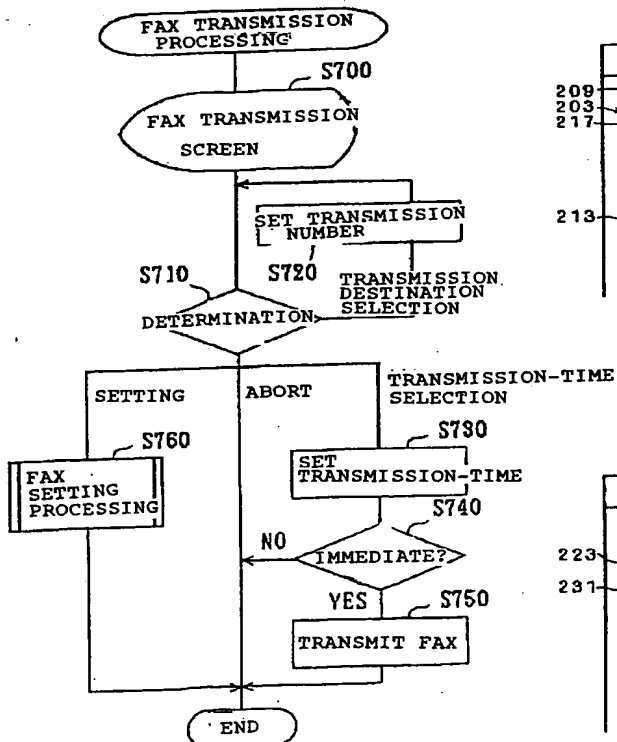 FAX TRANSMISSION
PROCESSING
S700
FAX TRANSMISSION
SCREEN
SET TRANSMISSION
NUMBER
S720
S710
TRANSMISSION
DESTINATION
SELECTION
DETERMINATION
SETTING
ABORT
TRANSMISSION-TIME
SELECTION
S760
FAX
SETTING
PROCESSING
S730
SET
TRANSMISSION-TIME
S740
NO
IMMEDIATE?
YES
S750
TRANSMIT FAX
END
209
203
217
213
223
231